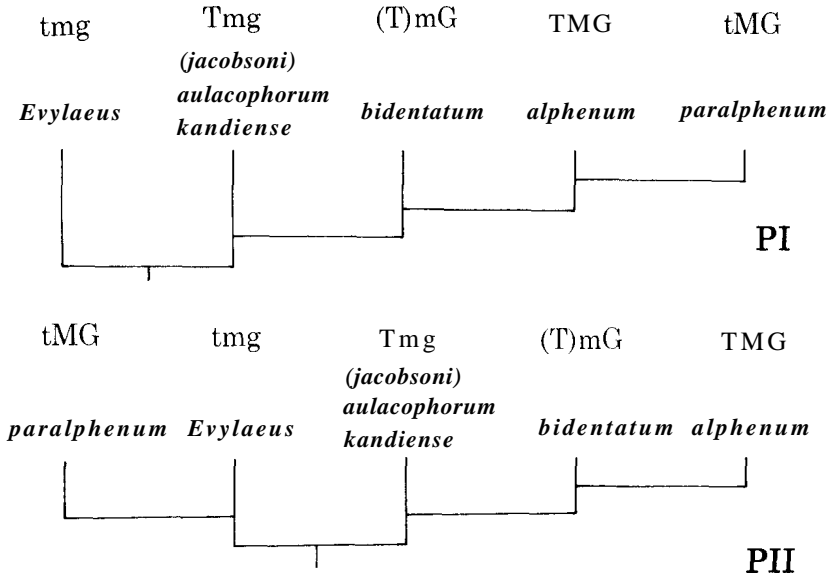 tmg Tmg (T)mG TMG tMG
(jacobsoni)
Evylaeus aulacophorum bidentatum alphenum paralphenum
kandiense
PI
tMG tmg Tmg (T)mG TMG
(jacobsoni)
aulacophorum
paralphenum Evylaeus kandiense bidentatum alphenum
PII